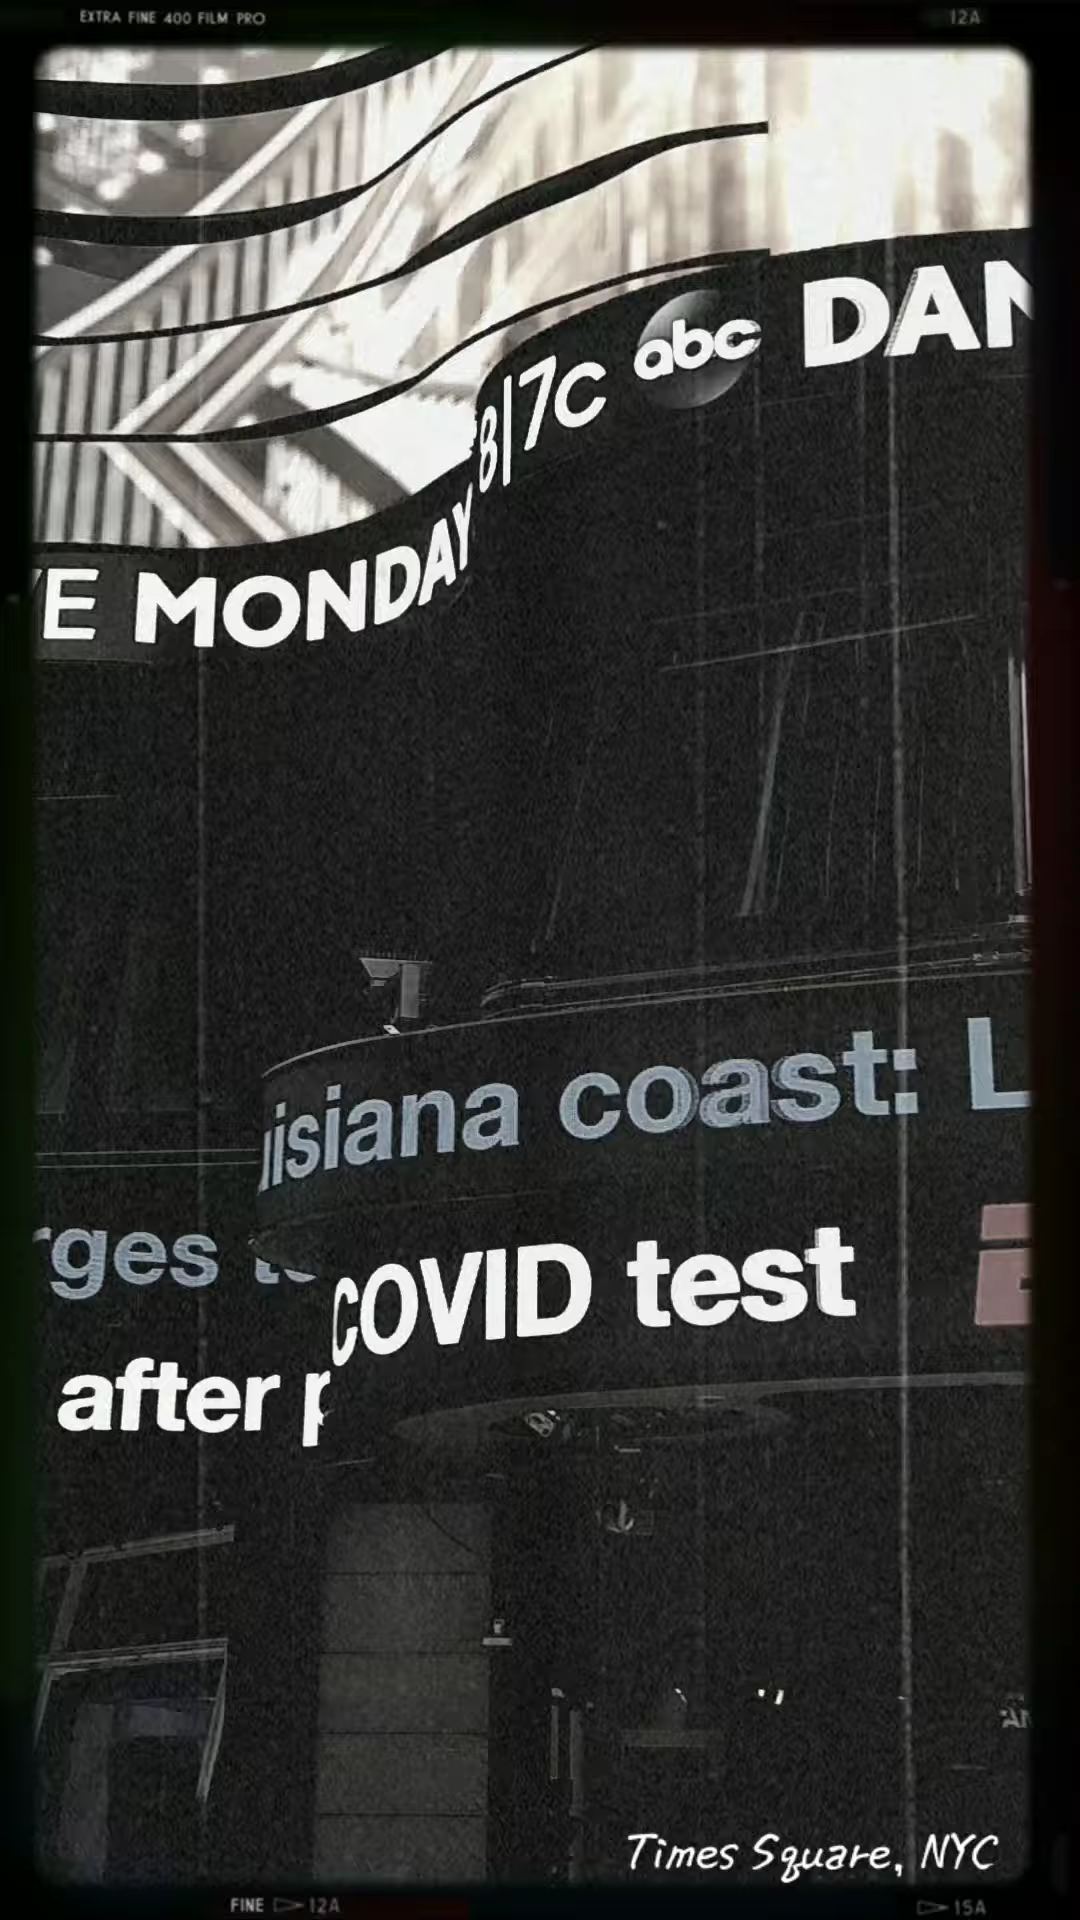 EXTRA FINE 400 FILM PRO
12A
8|7C abc DAN
E MONDAY
isiana coast: L
rges
COVID test
after p
Times Square, NYC
FINE ▷ 12A
▷ 15A